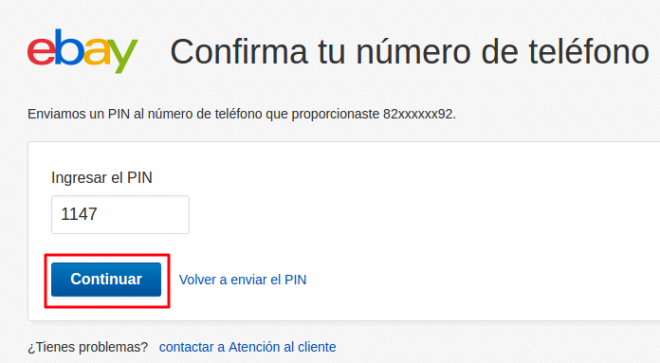 ebay Confirma tu número de teléfono
Enviamos un PIN al número de teléfono que proporcionaste 82xxxxxx92.
Ingresar el PIN
1147
Continuar Volver a enviar el PIN
¿Tienes problemas? contactar a Atención al cliente